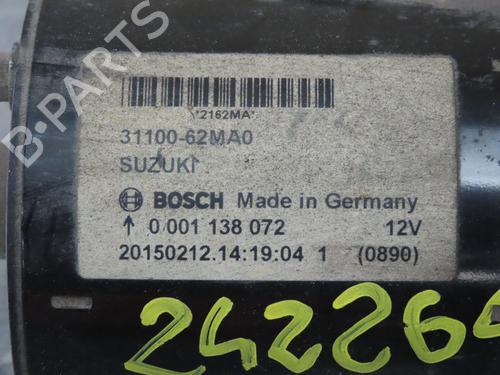 "2162MA"
31100-62MA0
SUZUKI
BOSCH Made in Germany
↑ 0 001 138 072 12V
20150212.14:19:04 1 (0890)
B-PARTS